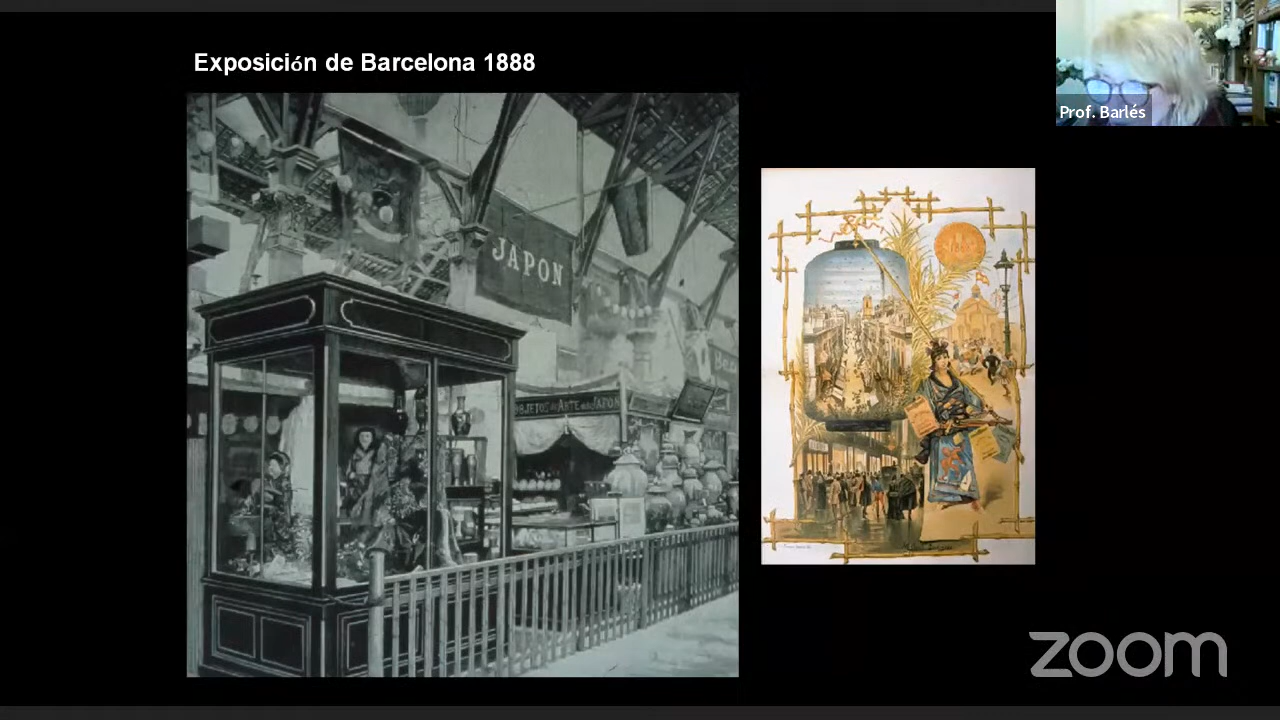 Exposición de Barcelona 1888
Prof. Barlés
JAPON
OBJETOS DE ARTE DEL JAPON
zoom